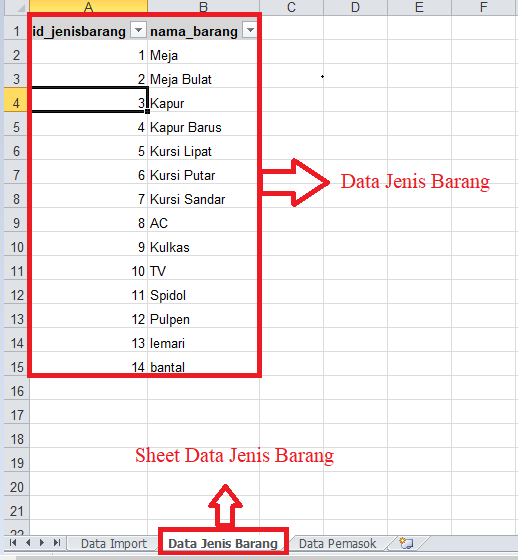 A B C D E F
1 id_jenisbarang nama_barang
2 1 Meja
3 2 Meja Bulat
4 3 Kapur
5 4 Kapur Barus
6 5 Kursi Lipat
7 6 Kursi Putar
8 7 Kursi Sandar
9 8 AC
10 9 Kulkas
11 10 TV
12 11 Spidol
13 12 Pulpen
14 13 lemari
15 14 bantal
Data Jenis Barang
16
17
18
19
Sheet Data Jenis Barang
20
21
22
Data Import Data Jenis Barang Data Pemasok